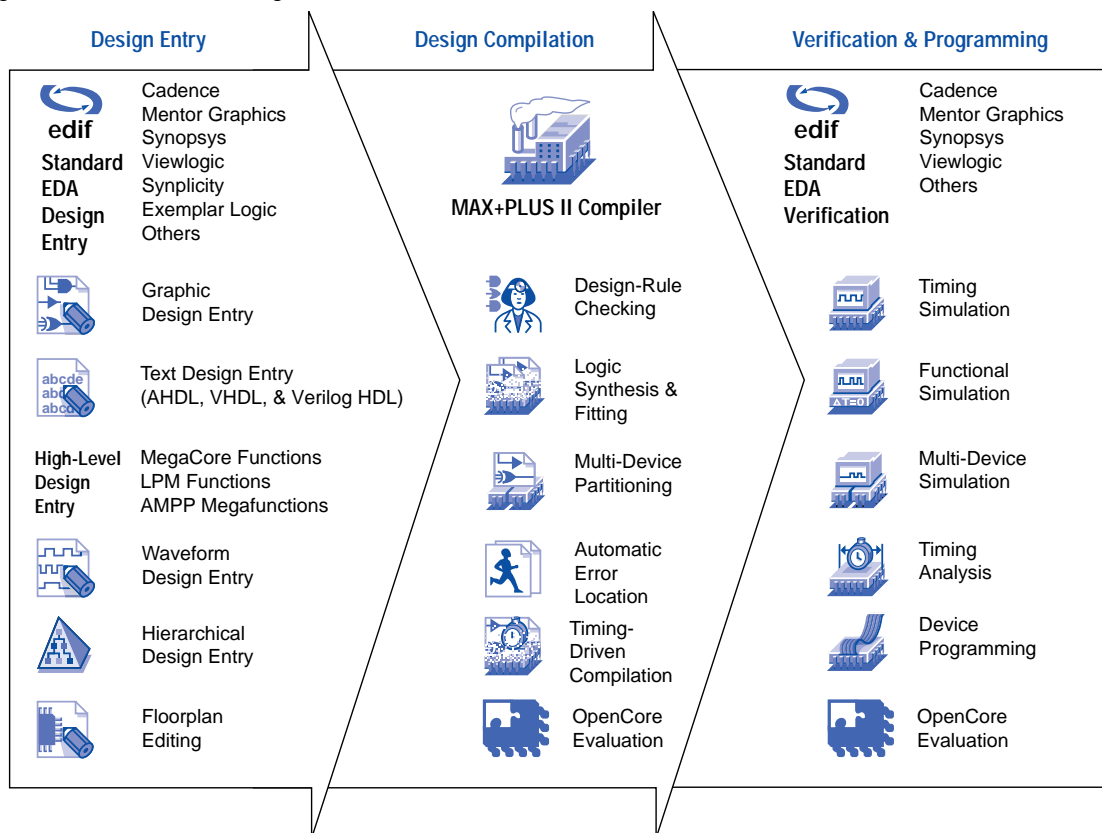 Design Entry
Design Compilation
Verification & Programming
edif
Standard
EDA
Design
Entry
Cadence
Mentor Graphics
Synopsys
Viewlogic
Synplicity
Exemplar Logic
Others
Graphic
Design Entry
abcde
abcd
abcd
Text Design Entry
(AHDL, VHDL, & Verilog HDL)
High-Level
Design
Entry
MegaCore Functions
LPM Functions
AMPP Megafunctions
Waveform
Design Entry
Hierarchical
Design Entry
Floorplan
Editing
MAX+PLUS II Compiler
Design-Rule
Checking
Logic
Synthesis &
Fitting
Multi-Device
Partitioning
Automatic
Error
Location
Timing-
Driven
Compilation
OpenCore
Evaluation
edif
Standard
EDA
Verification
Cadence
Mentor Graphics
Synopsys
Viewlogic
Others
Timing
Simulation
ΔT=0
Functional
Simulation
Multi-Device
Simulation
Timing
Analysis
Device
Programming
OpenCore
Evaluation